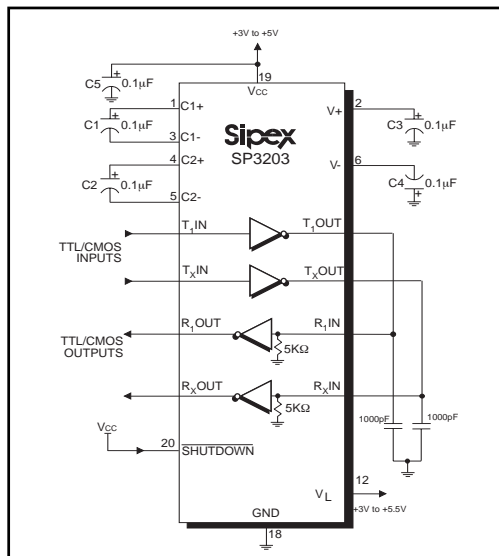 +3V to +5V
19
VCC
C5 + 0.1µF
1 C1+
C1 + 0.1µF
3 C1-
4 C2+
C2 + 0.1µF
5 C2-
Sipex
SP3203
V+ 2
C3 + 0.1µF
V- 6
C4 + 0.1µF
TTL/CMOS
INPUTS
T1IN
T1OUT
TXIN
TXOUT
TTL/CMOS
OUTPUTS
R1OUT
R1IN
5KΩ
RXOUT
RXIN
5KΩ
1000pF
1000pF
VCC
20
SHUTDOWN
VL
12
+3V to +5.5V
GND
18